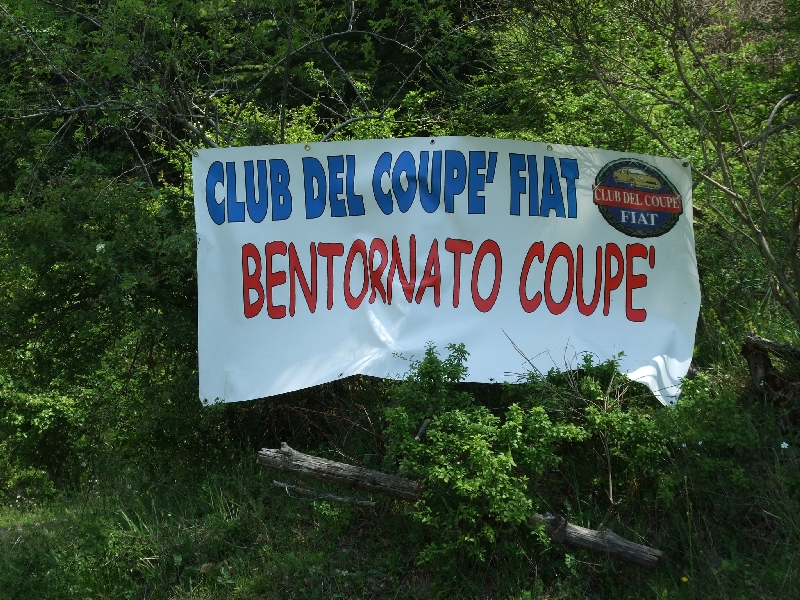 CLUB DEL COUPE' FIAT
BENTORNATO COUPE'
CLUB DEL COUPE'
FIAT